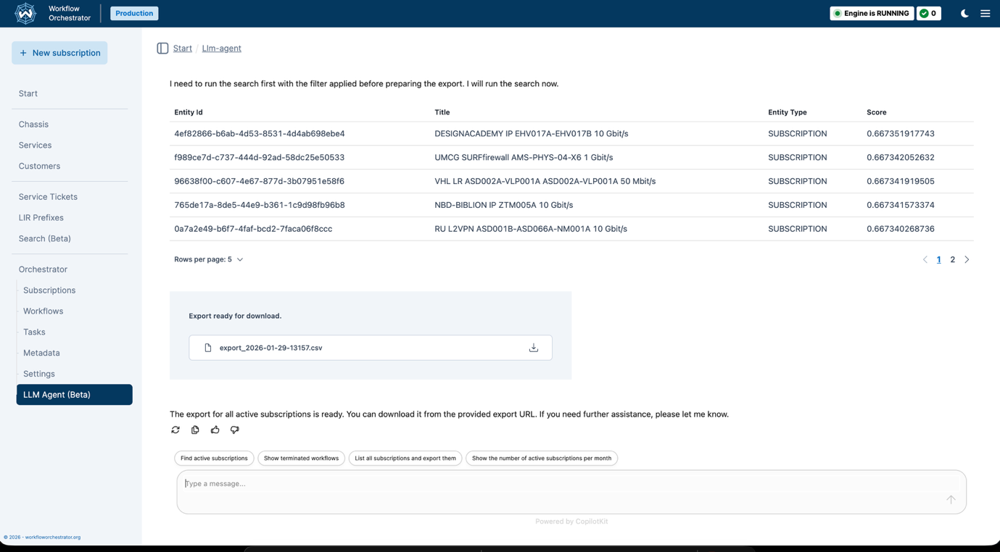 Workflow
Orchestrator
Production
Engine is RUNNING
0
New subscription
Start
Chassis
Services
Customers
Service Tickets
LIR Prefixes
Search (Beta)
Orchestrator
Subscriptions
Workflows
Tasks
Metadata
Settings
LLM Agent (Beta)
© 2026 - workfloworchestrator.org
Start / Llm-agent
I need to run the search first with the filter applied before preparing the export. I will run the search now.
Entity Id Title Entity Type Score
4ef82866-b6ab-4d53-8531-4d4ab698ebe4 DESIGNACADEMY IP EHV017A-EHV017B 10 Gbit/s SUBSCRIPTION 0.667351917743
f989ce7d-c737-444d-92ad-58dc25e50533 UMCG SURFfirewall AMS-PHYS-04-X6 1 Gbit/s SUBSCRIPTION 0.667342052632
96638f00-c607-4e67-877d-3b07951e58f6 VHL LR ASD002A-VLP001A ASD002A-VLP001A 50 Mbit/s SUBSCRIPTION 0.667341919505
765de17a-8de5-44e9-b361-1c9d98fb96b8 NBD-BIBLION IP ZTM005A 10 Gbit/s SUBSCRIPTION 0.667341573374
0a7a2e49-b6f7-4faf-bcd2-7faca06f8ccc RU L2VPN ASD001B-ASD066A-NM001A 10 Gbit/s SUBSCRIPTION 0.667340268736
Rows per page: 5 1 2
Export ready for download.
export_2026-01-29-13157.csv
The export for all active subscriptions is ready. You can download it from the provided export URL. If you need further assistance, please let me know.
Find active subscriptions Show terminated workflows List all subscriptions and export them Show the number of active subscriptions per month
Type a message...
Powered by CopilotKit